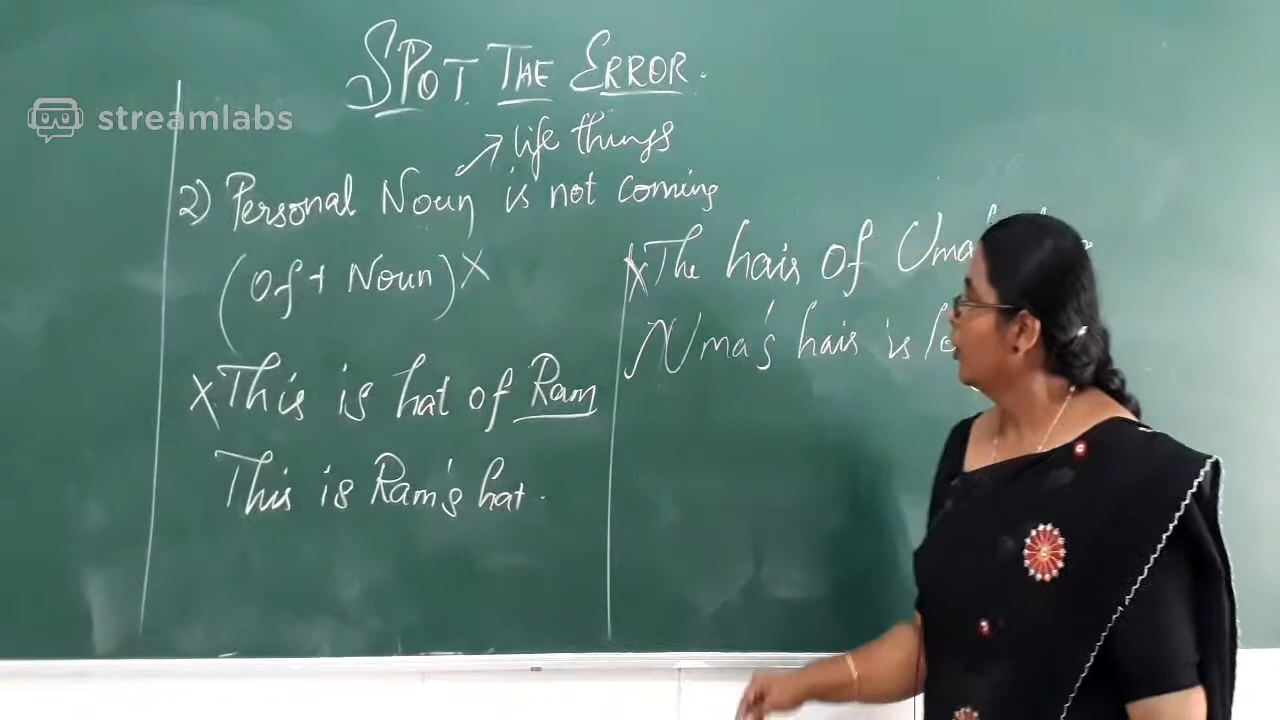 streamlabs
SPOT THE ERROR.
→ life things
2) Personal Noun is not coming
(Of + Noun) X
X This is hat of Ram
This is Ram's hat.
X The hair of Uma
Uma's hair is